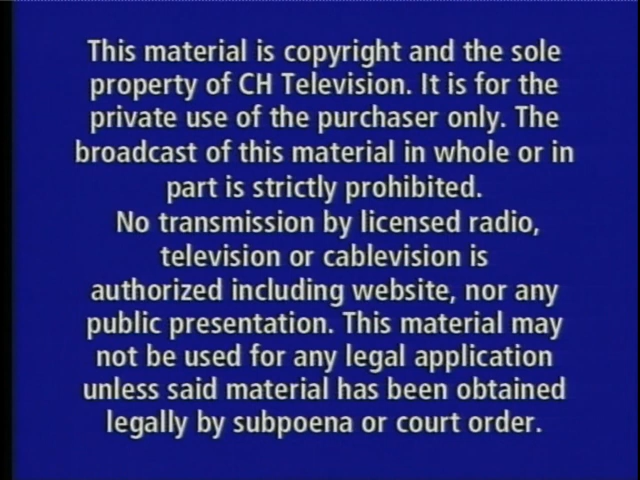 This material is copyright and the sole
property of CH Television. It is for the
private use of the purchaser only. The
broadcast of this material in whole or in
part is strictly prohibited.
No transmission by licensed radio,
television or cablevision is
authorized including website, nor any
public presentation. This material may
not be used for any legal application
unless said material has been obtained
legally by subpoena or court order.